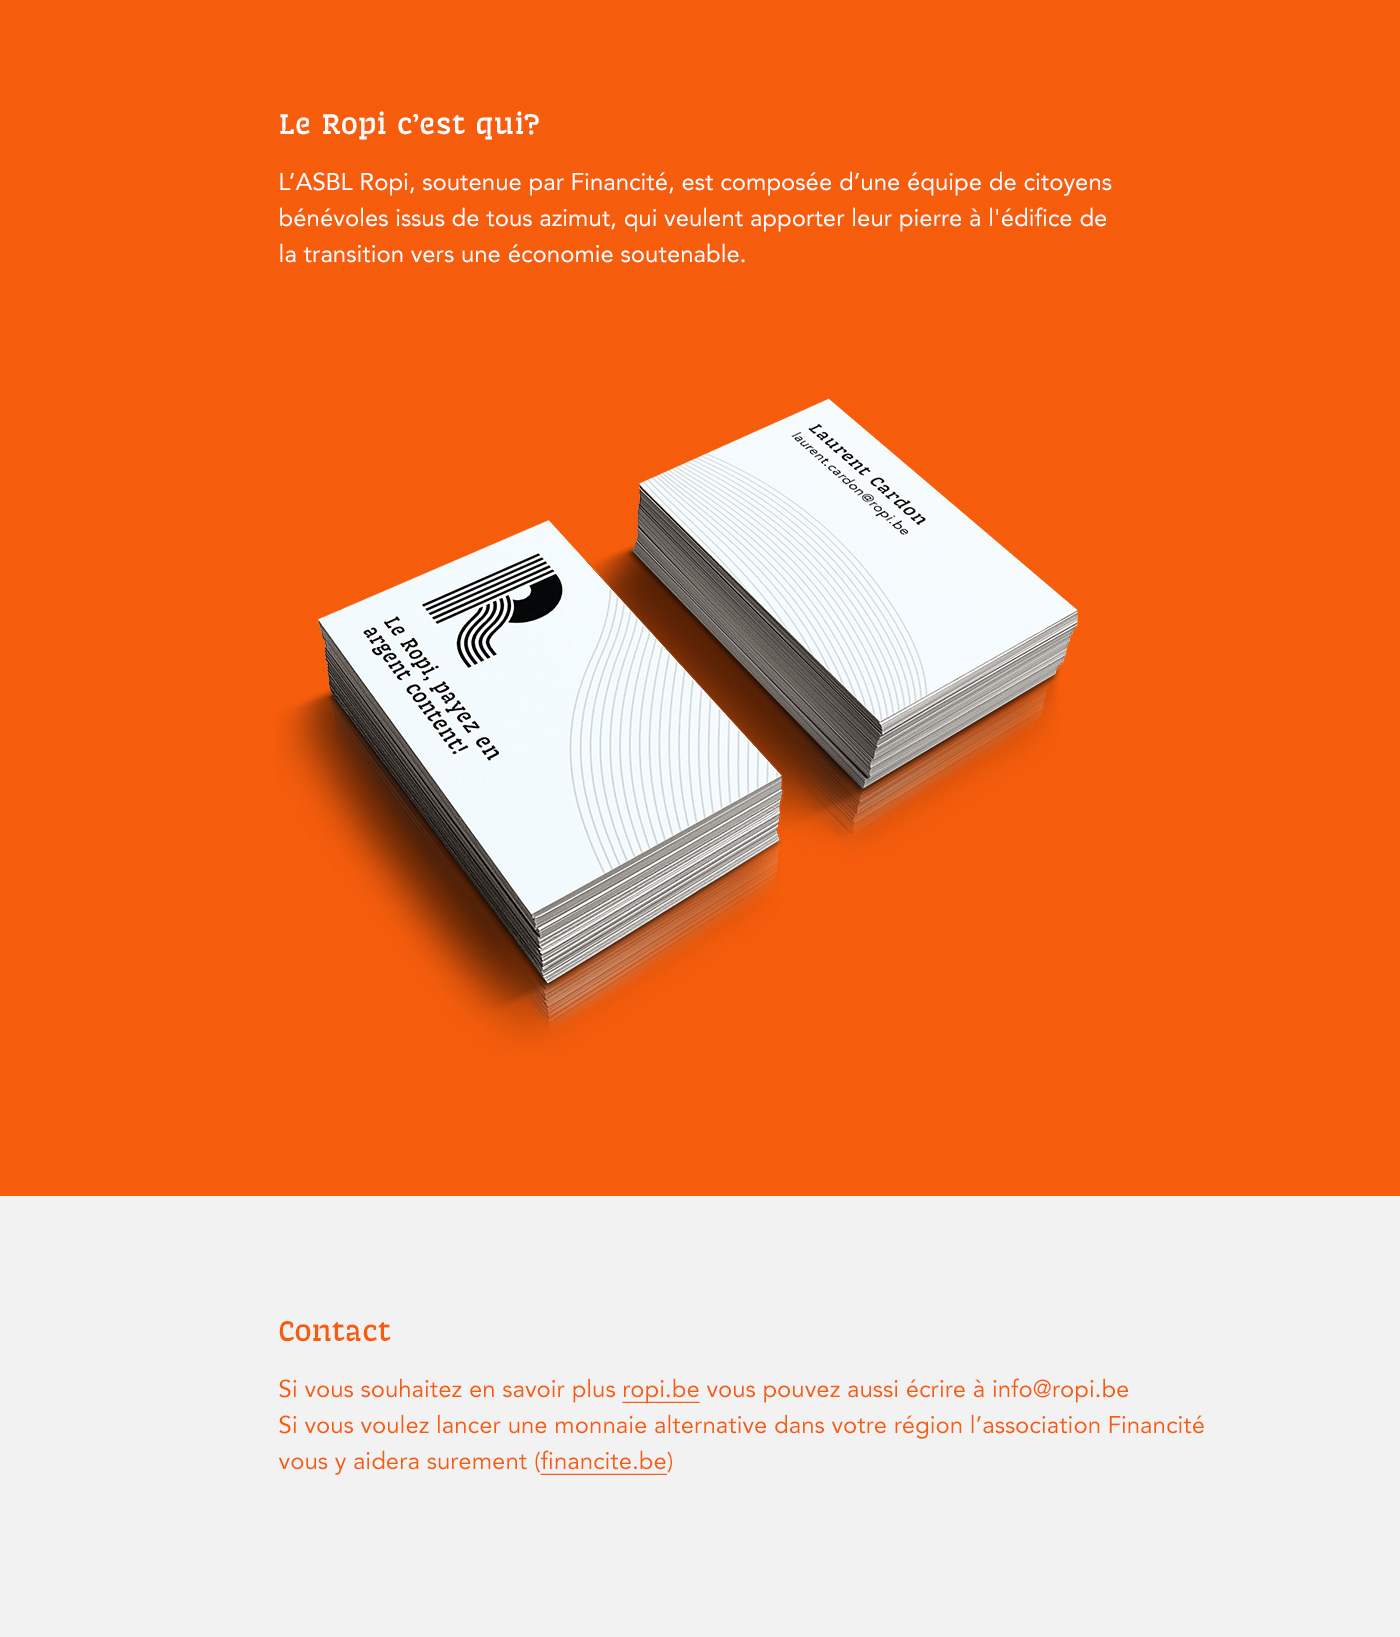 Le Ropi c’est qui?
L’ASBL Ropi, soutenue par Financité, est composée d’une équipe de citoyens
bénévoles issus de tous azimut, qui veulent apporter leur pierre à l'édifice de
la transition vers une économie soutenable.
Laurent Cardon
laurent.cardon@ropi.be
R
Le Ropi, payez en
argent content!
Contact
Si vous souhaitez en savoir plus ropi.be vous pouvez aussi écrire à info@ropi.be
Si vous voulez lancer une monnaie alternative dans votre région l’association Financité
vous y aidera surement (financite.be)